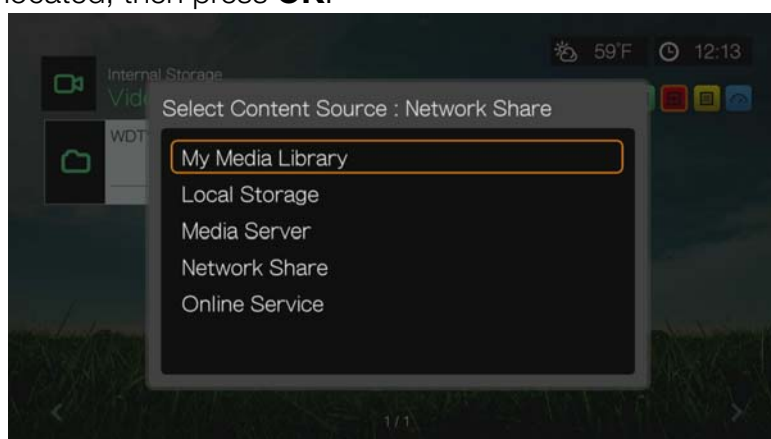 located, then press OK.
59°F 12:13
Internal Storage
Vide
WDT
Select Content Source : Network Share
My Media Library
Local Storage
Media Server
Network Share
Online Service
1/1